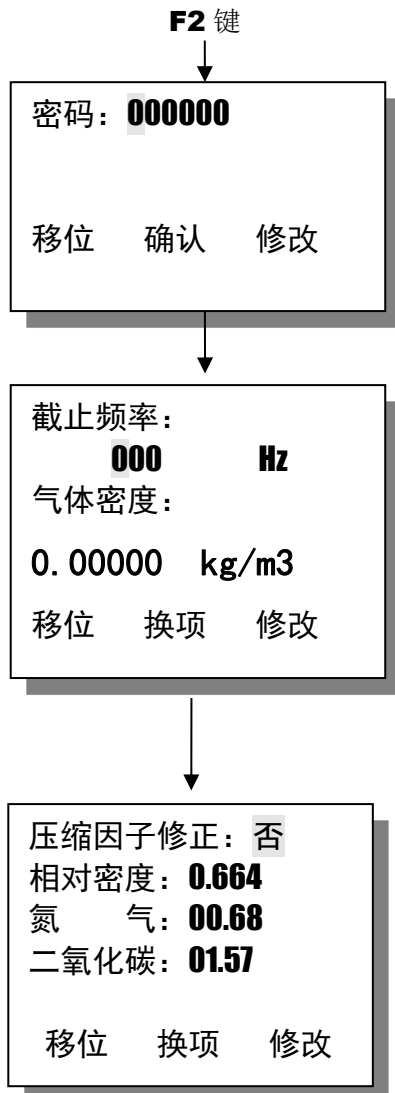 F2 键
密码：000000
移位 确认 修改
截止频率：
000 Hz
气体密度：
0.00000 kg/m3
移位 换项 修改
压缩因子修正：否
相对密度：0.664
氮 气：00.68
二氧化碳：01.57
移位 换项 修改